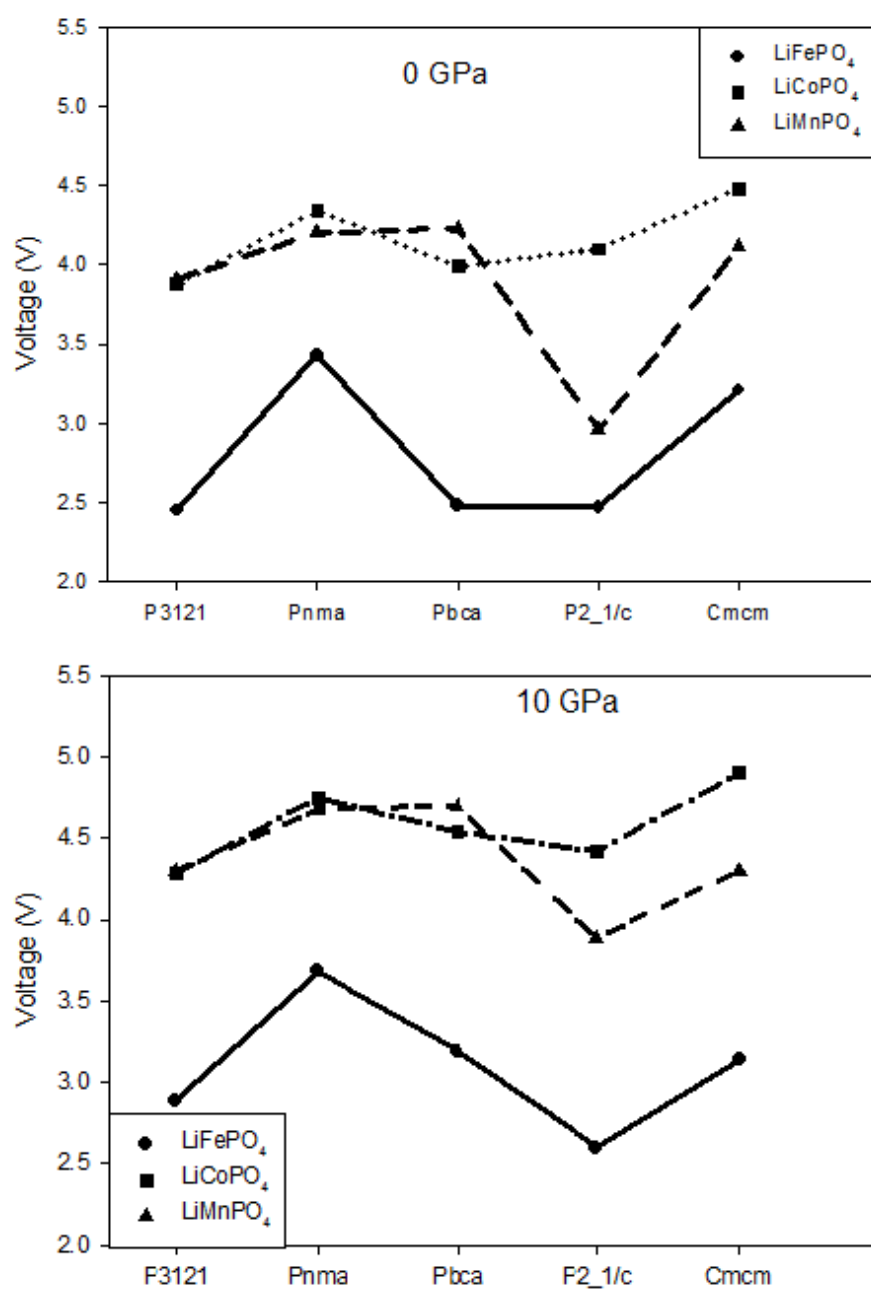 5.5
0 GPa
LiFePO₄
LiCoPO₄
LiMnPO₄
5.0
4.5
4.0
3.5
3.0
2.5
2.0
Voltage (V)
P3121 Pnma Pbca P2_1/c Cmcm
5.5
10 GPa
5.0
4.5
4.0
3.5
3.0
2.5
2.0
Voltage (V)
LiFePO₄
LiCoPO₄
LiMnPO₄
P3121 Pnma Pbca P2_1/c Cmcm